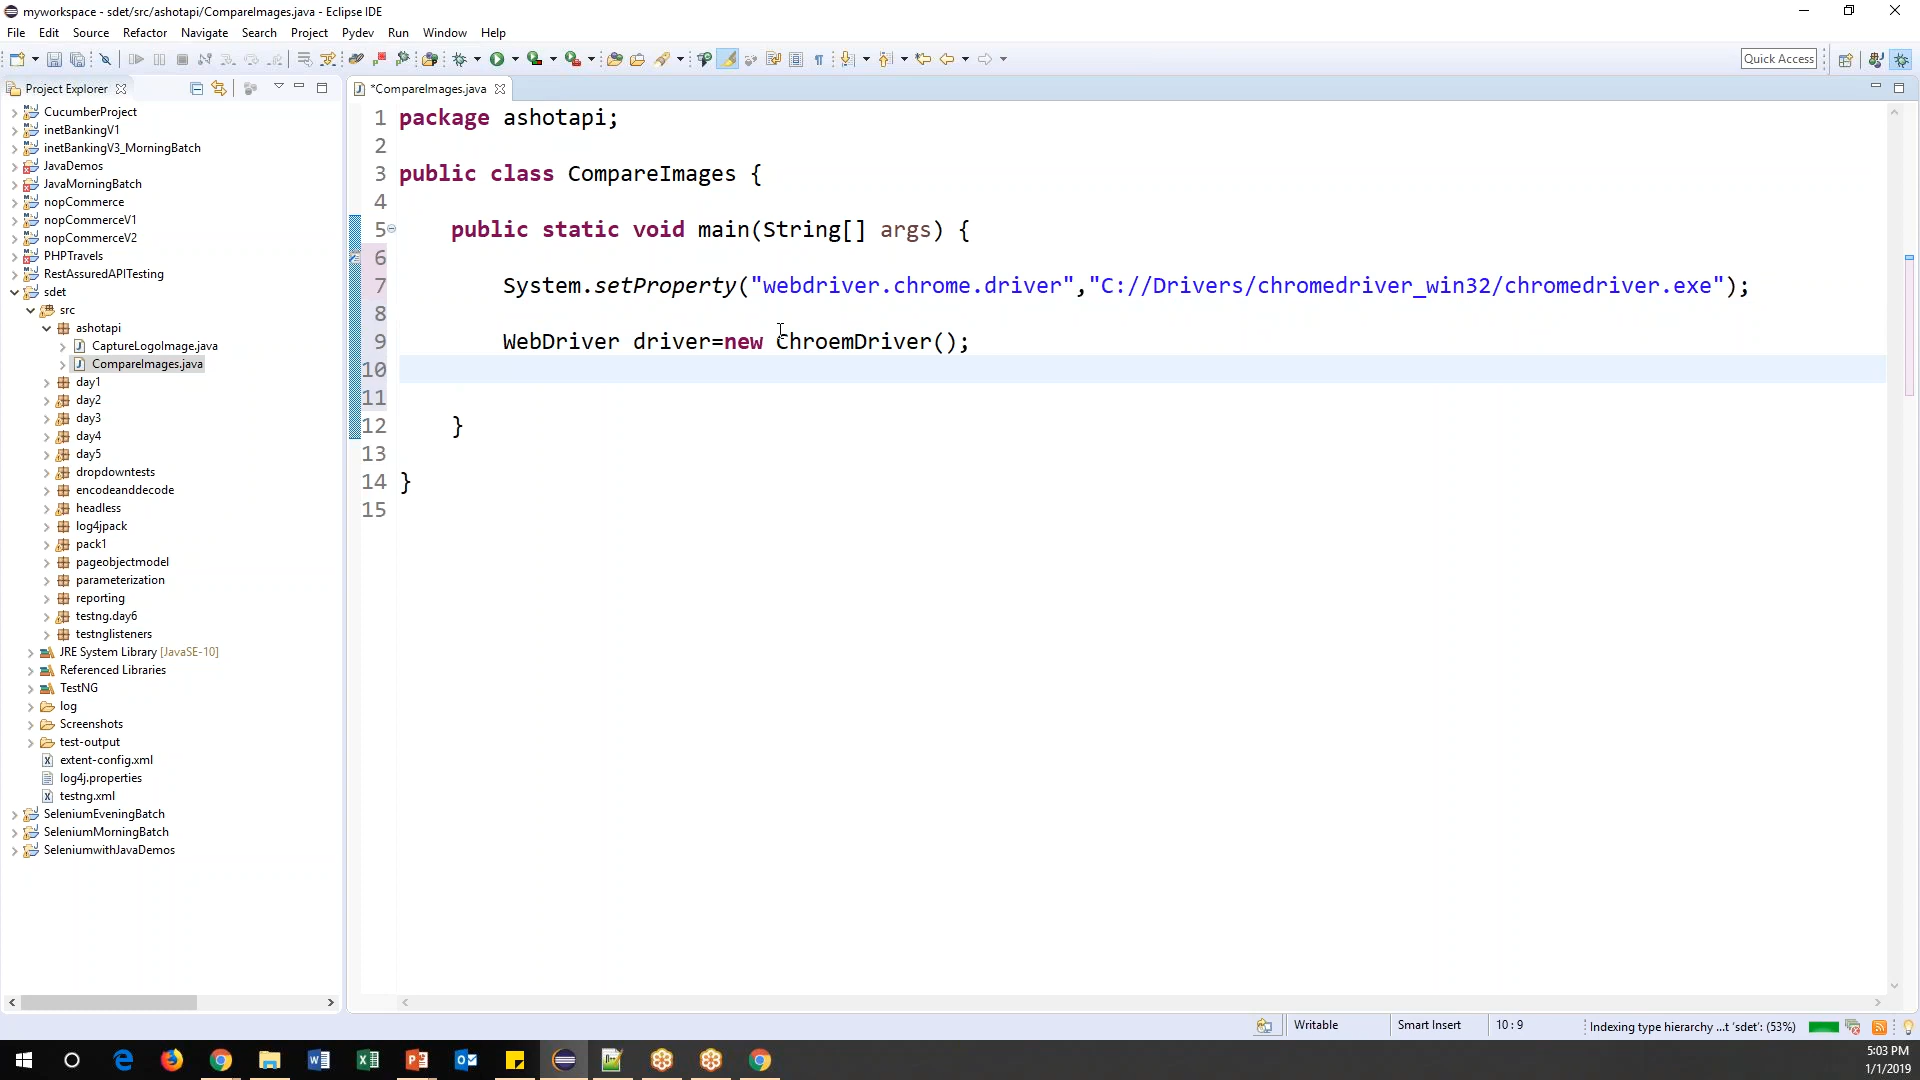 myworkspace - sdet/src/ashotapi/CompareImages.java - Eclipse IDE
File Edit Source Refactor Navigate Search Project Pydev Run Window Help
Quick Access
Project Explorer
*CompareImages.java
CucumberProject
inetBankingV1
inetBankingV3_MorningBatch
JavaDemos
JavaMorningBatch
nopCommerce
nopCommerceV1
nopCommerceV2
PHPTravels
RestAssuredAPITesting
sdet
src
ashotapi
CaptureLogoImage.java
CompareImages.java
day1
day2
day3
day4
day5
dropdowntests
encodeanddecode
headless
log4jpack
pack1
pageobjectmodel
parameterization
reporting
testng.day6
testnglisteners
JRE System Library [JavaSE-10]
Referenced Libraries
TestNG
log
Screenshots
test-output
extent-config.xml
log4j.properties
testng.xml
SeleniumEveningBatch
SeleniumMorningBatch
SeleniumwithJavaDemos
1 package ashotapi;
2
3 public class CompareImages {
4
5 public static void main(String[] args) {
6
7 System.setProperty("webdriver.chrome.driver","C://Drivers/chromedriver_win32/chromedriver.exe");
8
9 WebDriver driver=new ChroemDriver();
10
11
12 }
13
14 }
15
Writable Smart Insert 10 : 9 Indexing type hierarchy ...t 'sdet': (53%)
5:03 PM
1/1/2019